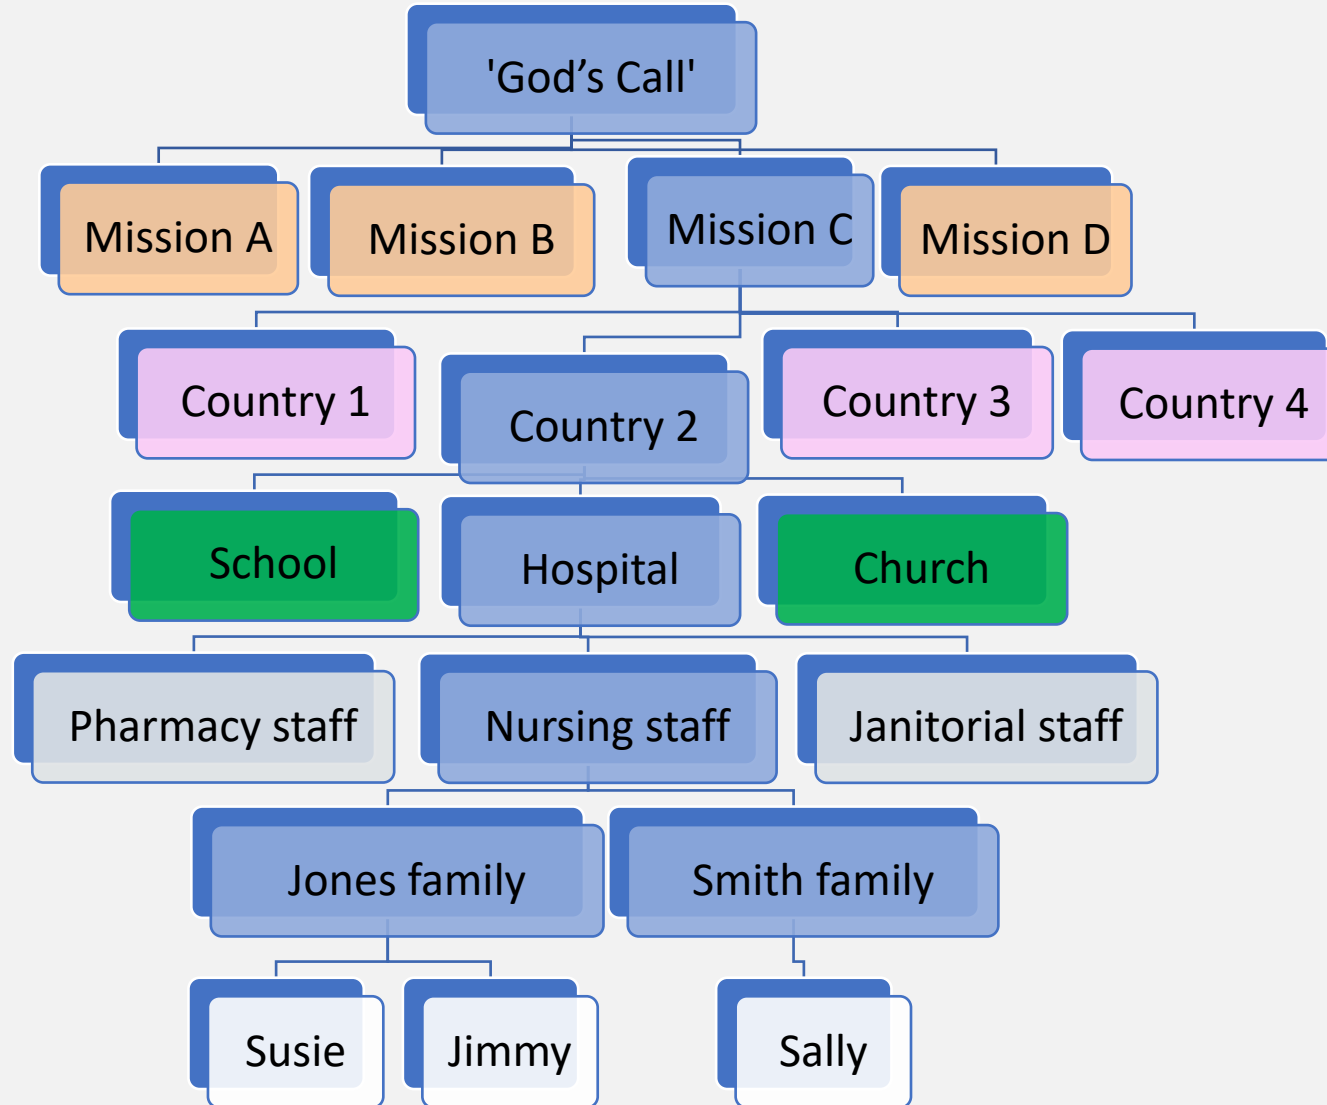 'God’s Call'
Mission A
Mission B
Mission C
Mission D
Country 1
Country 2
Country 3
Country 4
School
Hospital
Church
Pharmacy staff
Nursing staff
Janitorial staff
Jones family
Smith family
Susie
Jimmy
Sally